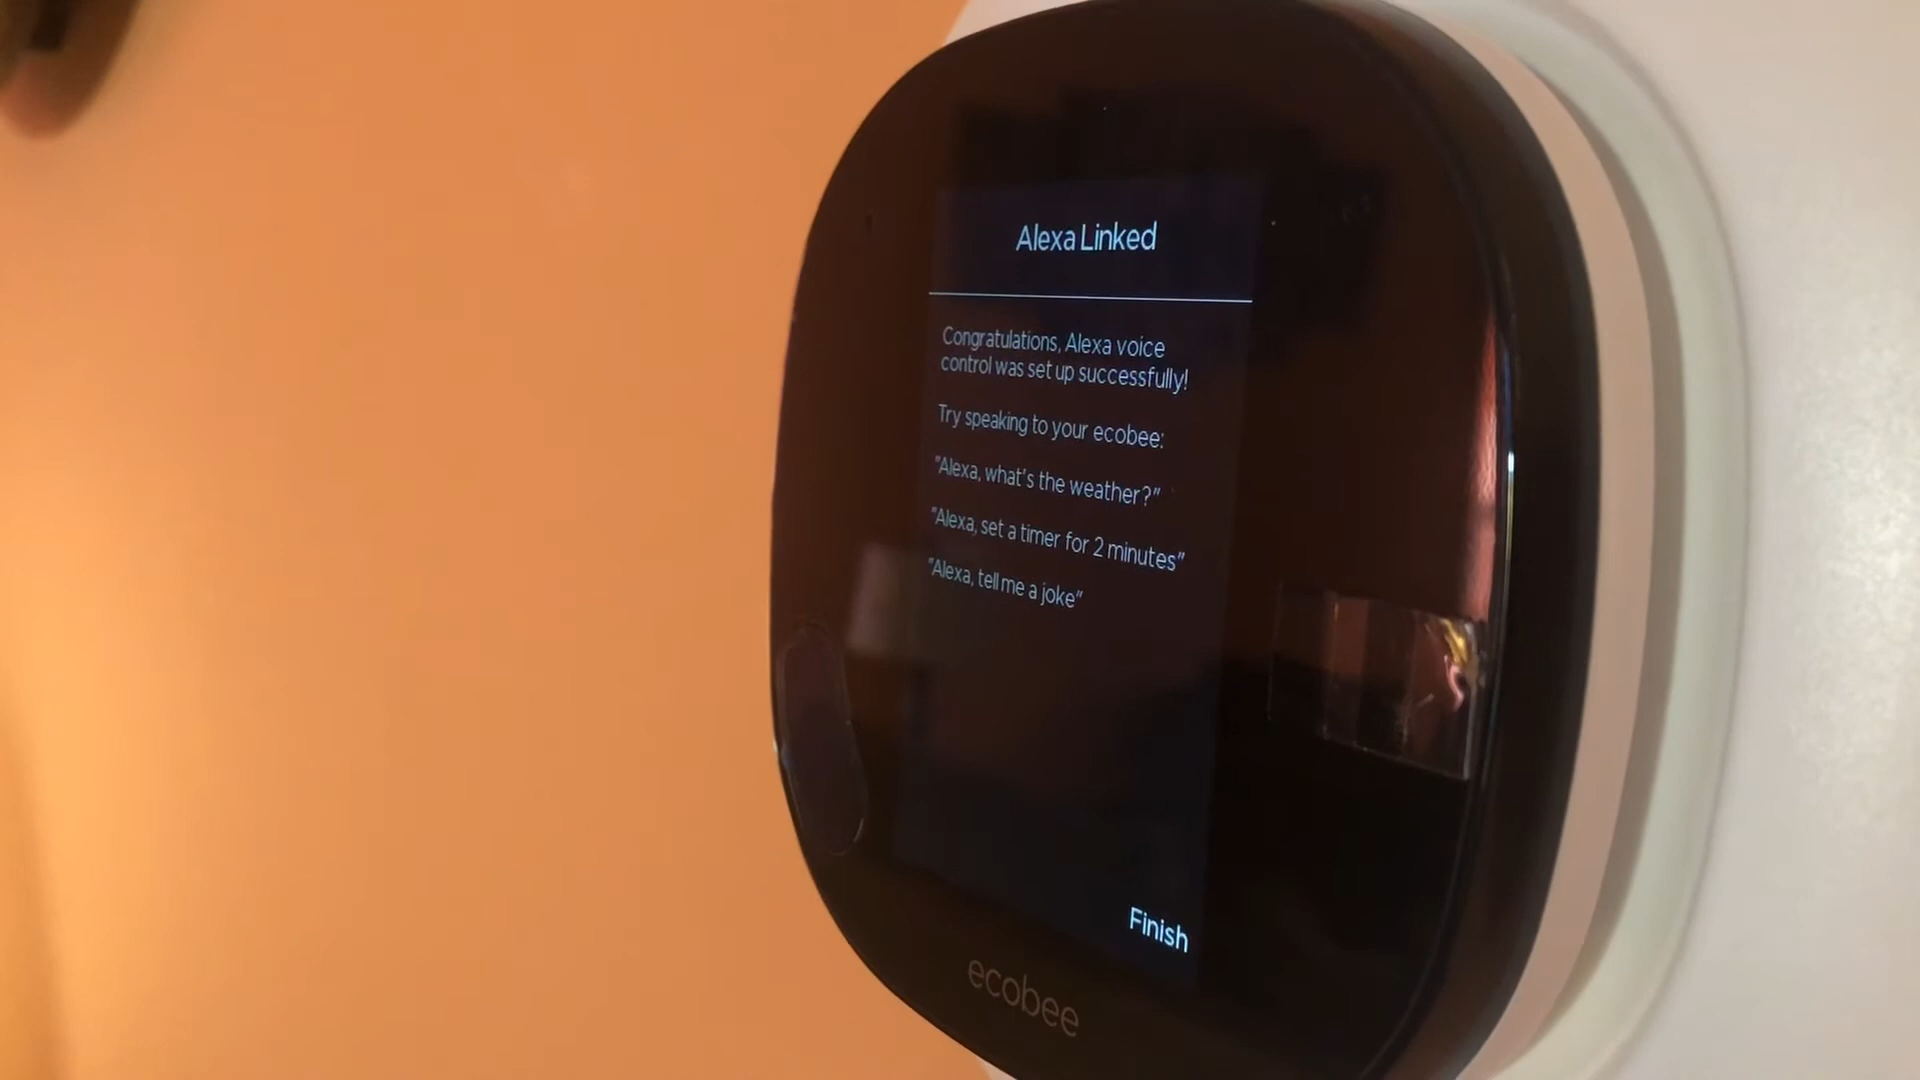 Alexa Linked
Congratulations, Alexa voice
control was set up successfully!
Try speaking to your ecobee:
"Alexa, what's the weather?"
"Alexa, set a timer for 2 minutes"
"Alexa, tell me a joke"
Finish
ecobee